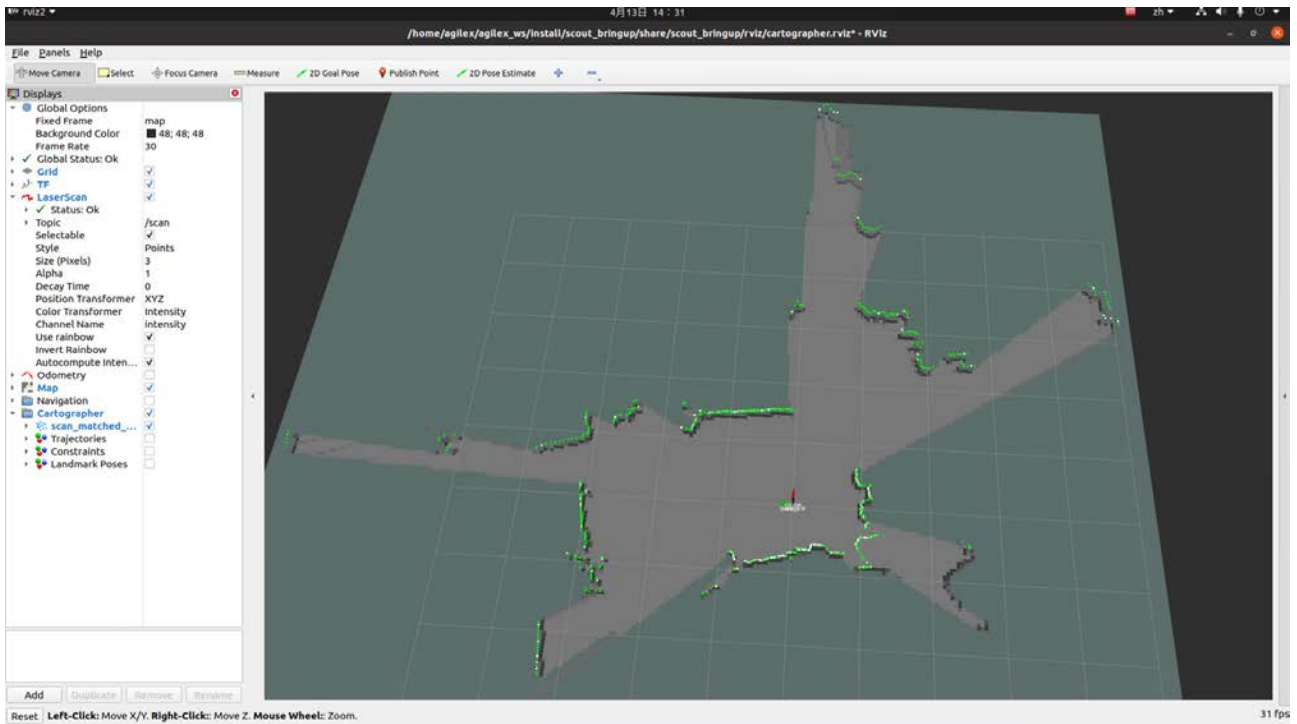 rviz2
4月13日 14：31
zh
/home/agilex/agilex_ws/install/scout_bringup/share/scout_bringup/rviz/cartographer.rviz* - RViz
File Panels Help
Move Camera Select Focus Camera Measure 2D Goal Pose Publish Point 2D Pose Estimate
Displays
Global Options
Fixed Frame map
Background Color 48; 48; 48
Frame Rate 30
Global Status: Ok
Grid
TF
LaserScan
Status: Ok
Topic /scan
Selectable
Style Points
Size (Pixels) 3
Alpha 1
Decay Time 0
Position Transformer XYZ
Color Transformer Intensity
Channel Name intensity
Use rainbow
Invert Rainbow
Autocompute Inten...
Odometry
Map
Navigation
Cartographer
scan_matched_...
Trajectories
Constraints
Landmark Poses
Add Duplicate Remove Rename
Reset Left-Click: Move X/Y. Right-Click:: Move Z. Mouse Wheel:: Zoom. 31 fps